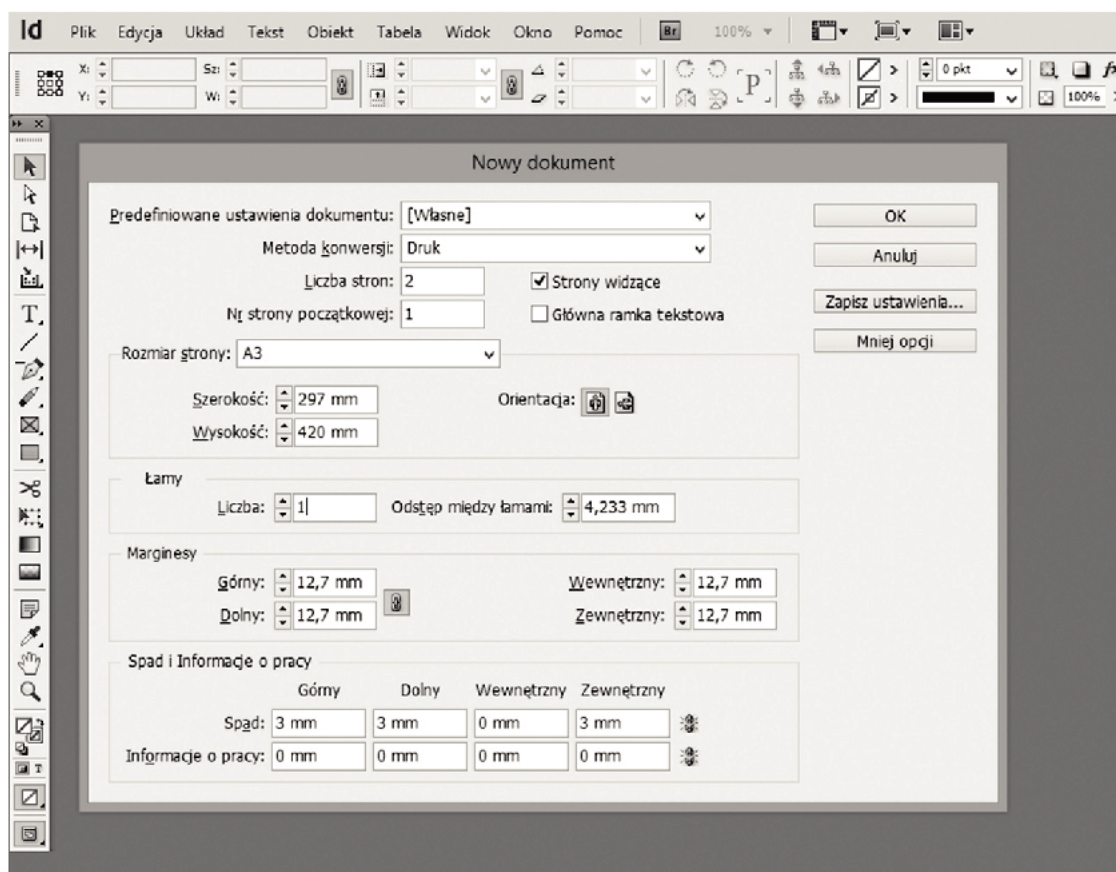 Id Plik Edycja Układ Tekst Obiekt Tabela Widok Okno Pomoc Br 100%
X: Sz: P 0 pkt fx
Y: W: 100%
Nowy dokument
Predefiniowane ustawienia dokumentu: [Własne] OK
Metoda konwersji: Druk Anuluj
Liczba stron: 2 Strony widzące
Zapisz ustawienia...
Nr strony początkowej: 1 Główna ramka tekstowa
Mniej opcji
Rozmiar strony: A3
Szerokość: 297 mm Orientacja:
Wysokość: 420 mm
Łamy
Liczba: 1 Odstęp między łamami: 4,233 mm
Marginesy
Górny: 12,7 mm Wewnętrzny: 12,7 mm
Dolny: 12,7 mm Zewnętrzny: 12,7 mm
Spad i Informacje o pracy
Górny Dolny Wewnętrzny Zewnętrzny
Spad: 3 mm 3 mm 0 mm 3 mm
Informacje o pracy: 0 mm 0 mm 0 mm 0 mm